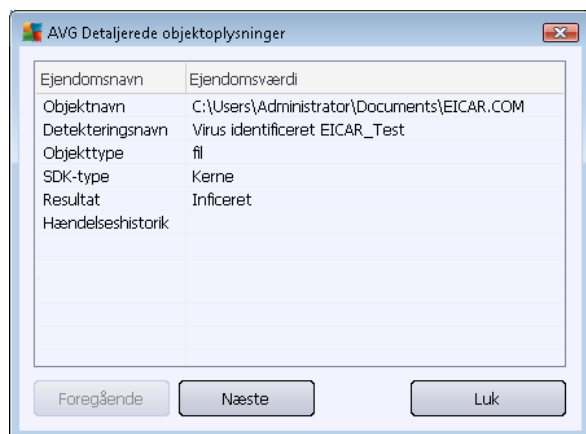 AVG Detaljerede objektoplysninger
Ejendomsnavn Ejendomsværdi
Objektnavn C:\Users\Administrator\Documents\EICAR.COM
Detekteringsnavn Virus identificeret EICAR_Test
Objekttype fil
SDK-type Kerne
Resultat Inficeret
Hændelseshistorik
Foregående Næste Luk